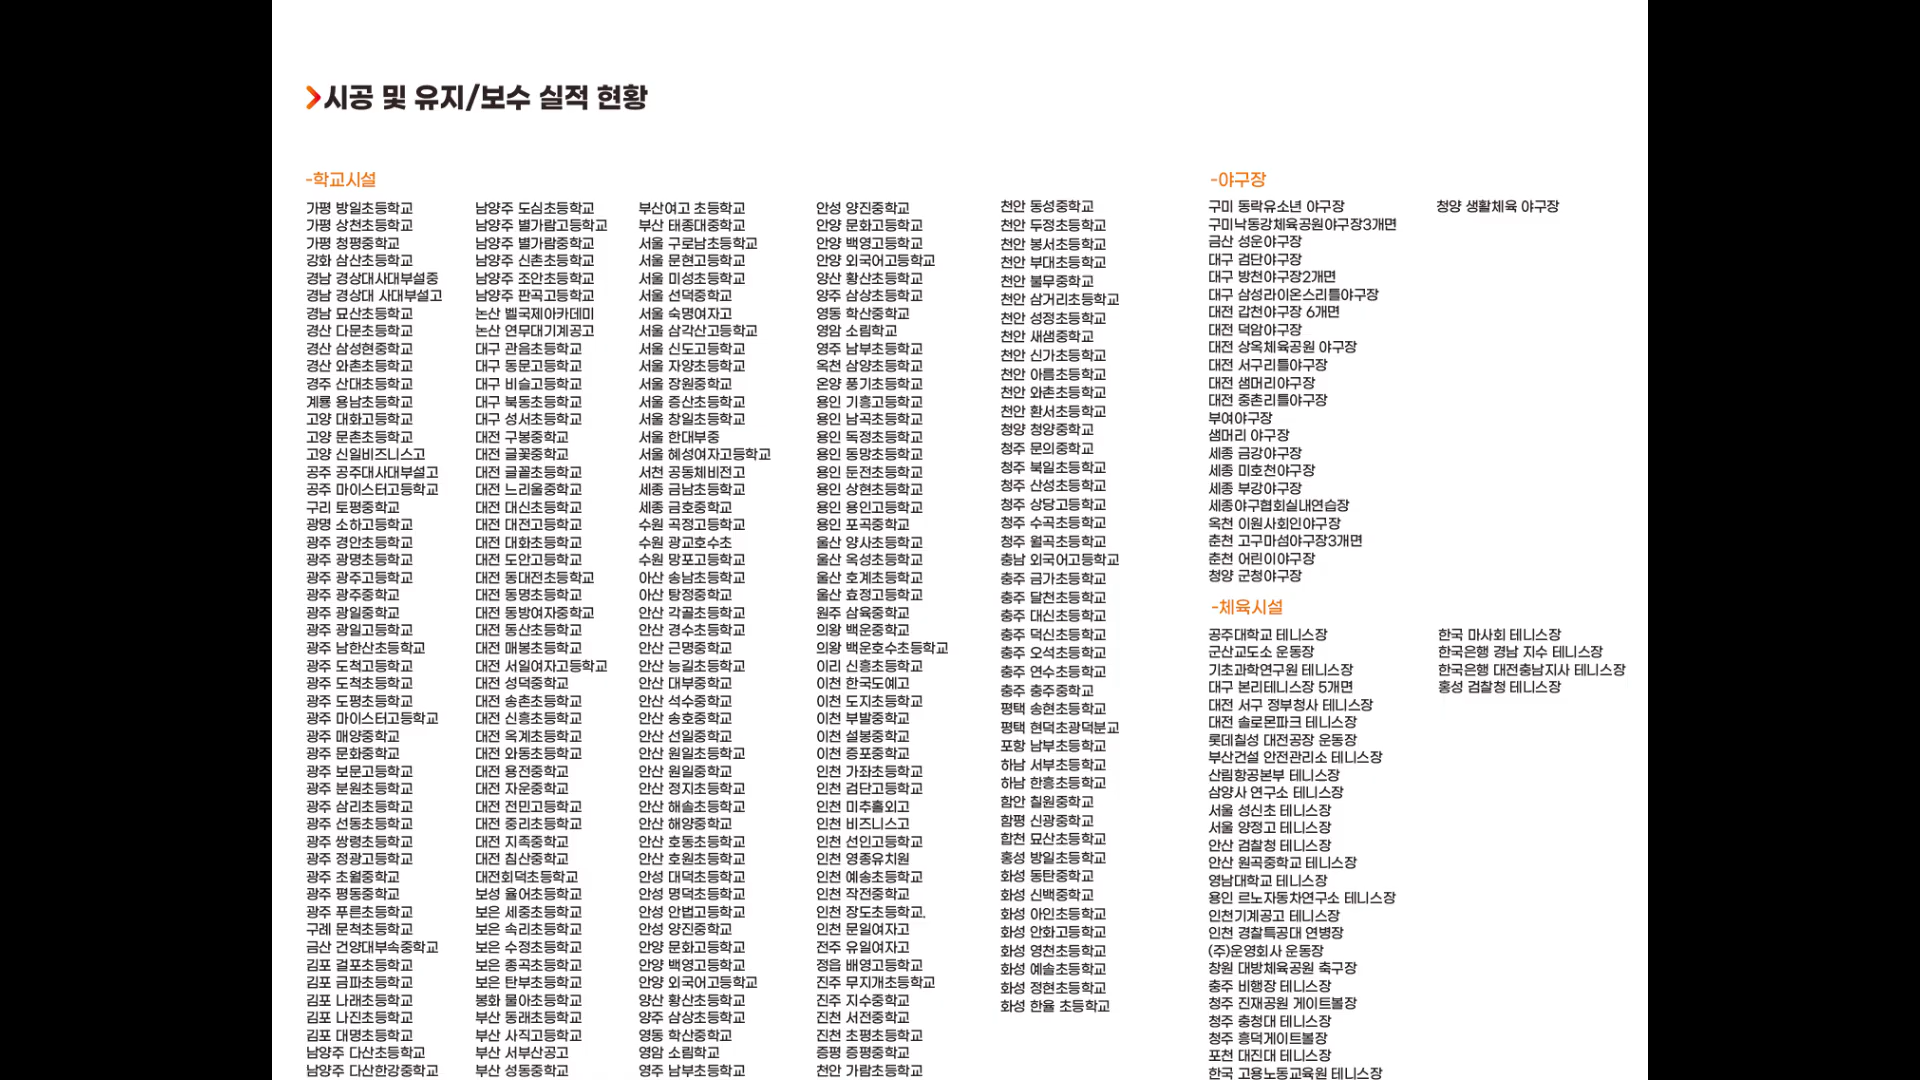 시공 및 유지/보수 실적 현황
-학교시설
가평 방일초등학교
가평 상천초등학교
가평 청평중학교
강화 삼산초등학교
경남 경상대사대부설중
경남 경상대 사대부설고
경남 묘산초등학교
경산 다문초등학교
경산 삼성현중학교
경산 와촌초등학교
경주 산대초등학교
계룡 용남초등학교
고양 대화고등학교
고양 문촌초등학교
고양 신일비즈니스고
공주 공주대사대부설고
공주 마이스터고등학교
구리 토평중학교
광명 소하고등학교
광주 경안초등학교
광주 광명초등학교
광주 광주고등학교
광주 광주중학교
광주 광일중학교
광주 광일고등학교
광주 남한산초등학교
광주 도척고등학교
광주 도척초등학교
광주 도평초등학교
광주 마이스터고등학교
광주 매양중학교
광주 문화중학교
광주 보문고등학교
광주 분원초등학교
광주 삼리초등학교
광주 선동초등학교
광주 쌍령초등학교
광주 정광고등학교
광주 초월중학교
광주 평동중학교
광주 푸른초등학교
구례 문척초등학교
금산 건양대부속중학교
김포 걸포초등학교
김포 금파초등학교
김포 나래초등학교
김포 나진초등학교
김포 대명초등학교
남양주 다산초등학교
남양주 다산한강중학교
남양주 도심초등학교
남양주 별가람고등학교
남양주 별가람중학교
남양주 신촌초등학교
남양주 조안초등학교
남양주 판곡고등학교
논산 벨국제아카데미
논산 연무대기계공고
대구 관음초등학교
대구 동문고등학교
대구 비슬고등학교
대구 북동초등학교
대구 성서초등학교
대전 구봉중학교
대전 글꽃중학교
대전 글꽃초등학교
대전 느리울중학교
대전 대신초등학교
대전 대전고등학교
대전 대화초등학교
대전 도안고등학교
대전 동대전초등학교
대전 동명초등학교
대전 동방여자중학교
대전 동산초등학교
대전 매봉초등학교
대전 서일여자고등학교
대전 성덕중학교
대전 송촌초등학교
대전 신흥초등학교
대전 옥계초등학교
대전 와동초등학교
대전 용전중학교
대전 자운중학교
대전 전민고등학교
대전 중리초등학교
대전 지족중학교
대전 침산중학교
대전회덕초등학교
보성 율어초등학교
보은 세중초등학교
보은 속리초등학교
보은 수정초등학교
보은 종곡초등학교
보은 탄부초등학교
봉화 물야초등학교
부산 동래초등학교
부산 사직고등학교
부산 서부산공고
부산 성동중학교
부산여고 초등학교
부산 태종대중학교
서울 구로남초등학교
서울 문현고등학교
서울 미성초등학교
서울 선덕중학교
서울 숙명여자고
서울 삼각산고등학교
서울 신도고등학교
서울 자양초등학교
서울 장원중학교
서울 증산초등학교
서울 창일초등학교
서울 한대부중
서울 혜성여자고등학교
서천 공동체비전고
세종 금남초등학교
세종 금호중학교
수원 곡정고등학교
수원 광교호수초
수원 망포고등학교
아산 송남초등학교
아산 탕정중학교
안산 각골초등학교
안산 경수초등학교
안산 근명중학교
안산 능길초등학교
안산 대부중학교
안산 석수중학교
안산 송호중학교
안산 선일중학교
안산 원일초등학교
안산 원일중학교
안산 정지초등학교
안산 해솔초등학교
안산 해양중학교
안산 호동초등학교
안산 호원초등학교
안성 대덕초등학교
안성 명덕초등학교
안성 안법고등학교
안성 양진중학교
안양 문화고등학교
안양 백영고등학교
안양 외국어고등학교
양산 황산초등학교
양주 삼상초등학교
영동 학산중학교
영암 소림학교
영주 남부초등학교
안성 양진중학교
안양 문화고등학교
안양 백영고등학교
안양 외국어고등학교
양산 황산초등학교
양주 삼상초등학교
영동 학산중학교
영암 소림학교
영주 남부초등학교
옥천 삼양초등학교
온양 풍기초등학교
용인 기흥고등학교
용인 남곡초등학교
용인 독정초등학교
용인 동망초등학교
용인 둔전초등학교
용인 상현초등학교
용인 용인고등학교
용인 포곡중학교
울산 양사초등학교
울산 옥성초등학교
울산 호계초등학교
울산 효정고등학교
원주 삼육중학교
의왕 백운중학교
의왕 백운호수초등학교
이리 신흥초등학교
이천 한국도예고
이천 도지초등학교
이천 부발중학교
이천 설봉중학교
이천 증포중학교
인천 가좌초등학교
인천 검단고등학교
인천 미추홀외고
인천 비즈니스고
인천 선인고등학교
인천 영종유치원
인천 예송초등학교
인천 작전중학교
인천 장도초등학교.
인천 문일여자고
전주 유일여자고
정읍 배영고등학교
진주 무지개초등학교
진주 지수중학교
진천 서전중학교
진천 초평초등학교
증평 증평중학교
천안 가람초등학교
천안 동성중학교
천안 두정초등학교
천안 봉서초등학교
천안 부대초등학교
천안 불무중학교
천안 삼거리초등학교
천안 성정초등학교
천안 새샘중학교
천안 신가초등학교
천안 아름초등학교
천안 와촌초등학교
천안 환서초등학교
청양 청양중학교
청주 문의중학교
청주 북일초등학교
청주 산성초등학교
청주 상당고등학교
청주 수곡초등학교
청주 월곡초등학교
충남 외국어고등학교
충주 금가초등학교
충주 달천초등학교
충주 대신초등학교
충주 덕신초등학교
충주 오석초등학교
충주 연수초등학교
충주 충주중학교
평택 송현초등학교
평택 현덕초광덕분교
포항 남부초등학교
하남 서부초등학교
하남 한흥초등학교
함안 칠원중학교
함평 신광중학교
합천 묘산초등학교
홍성 방일초등학교
화성 동탄중학교
화성 신백중학교
화성 아인초등학교
화성 안화고등학교
화성 영천초등학교
화성 예솔초등학교
화성 정현초등학교
화성 한율 초등학교
-야구장
구미 동락유소년 야구장
구미낙동강체육공원야구장3개면
금산 성운야구장
대구 검단야구장
대구 방천야구장2개면
대구 삼성라이온스리틀야구장
대전 갑천야구장 6개면
대전 덕암야구장
대전 상옥체육공원 야구장
대전 서구리틀야구장
대전 샘머리야구장
대전 중촌리틀야구장
부여야구장
샘머리 야구장
세종 금강야구장
세종 미호천야구장
세종 부강야구장
세종야구협회실내연습장
옥천 이원사회인야구장
춘천 고구마섬야구장3개면
춘천 어린이야구장
청양 군청야구장
청양 생활체육 야구장
-체육시설
공주대학교 테니스장
군산교도소 운동장
기초과학연구원 테니스장
대구 본리테니스장 5개면
대전 서구 정부청사 테니스장
대전 솔로몬파크 테니스장
롯데칠성 대전공장 운동장
부산건설 안전관리소 테니스장
산림항공본부 테니스장
삼양사 연구소 테니스장
서울 성신초 테니스장
서울 양정고 테니스장
안산 검찰청 테니스장
안산 원곡중학교 테니스장
영남대학교 테니스장
용인 르노자동차연구소 테니스장
인천기계공고 테니스장
인천 경찰특공대 연병장
(주)운영회사 운동장
창원 대방체육공원 축구장
충주 비행장 테니스장
청주 진재공원 게이트볼장
청주 충청대 테니스장
청주 흥덕게이트볼장
포천 대진대 테니스장
한국 고용노동교육원 테니스장
한국 마사회 테니스장
한국은행 경남 지수 테니스장
한국은행 대전충남지사 테니스장
홍성 검찰청 테니스장